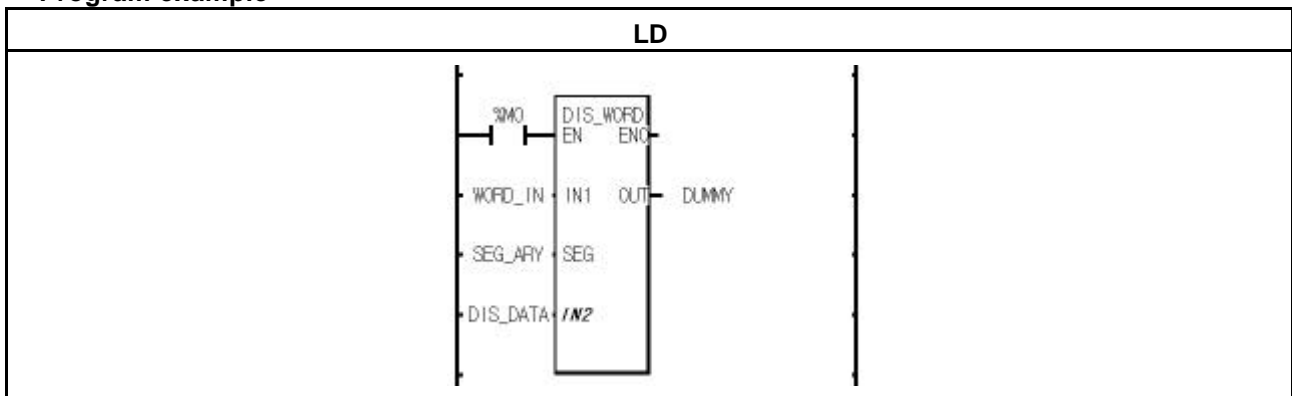 Program example
LD
%M0
DIS_WORD
EN ENO
WORD_IN IN1 OUT DUMMY
SEG_ARY SEG
DIS_DATA IN2